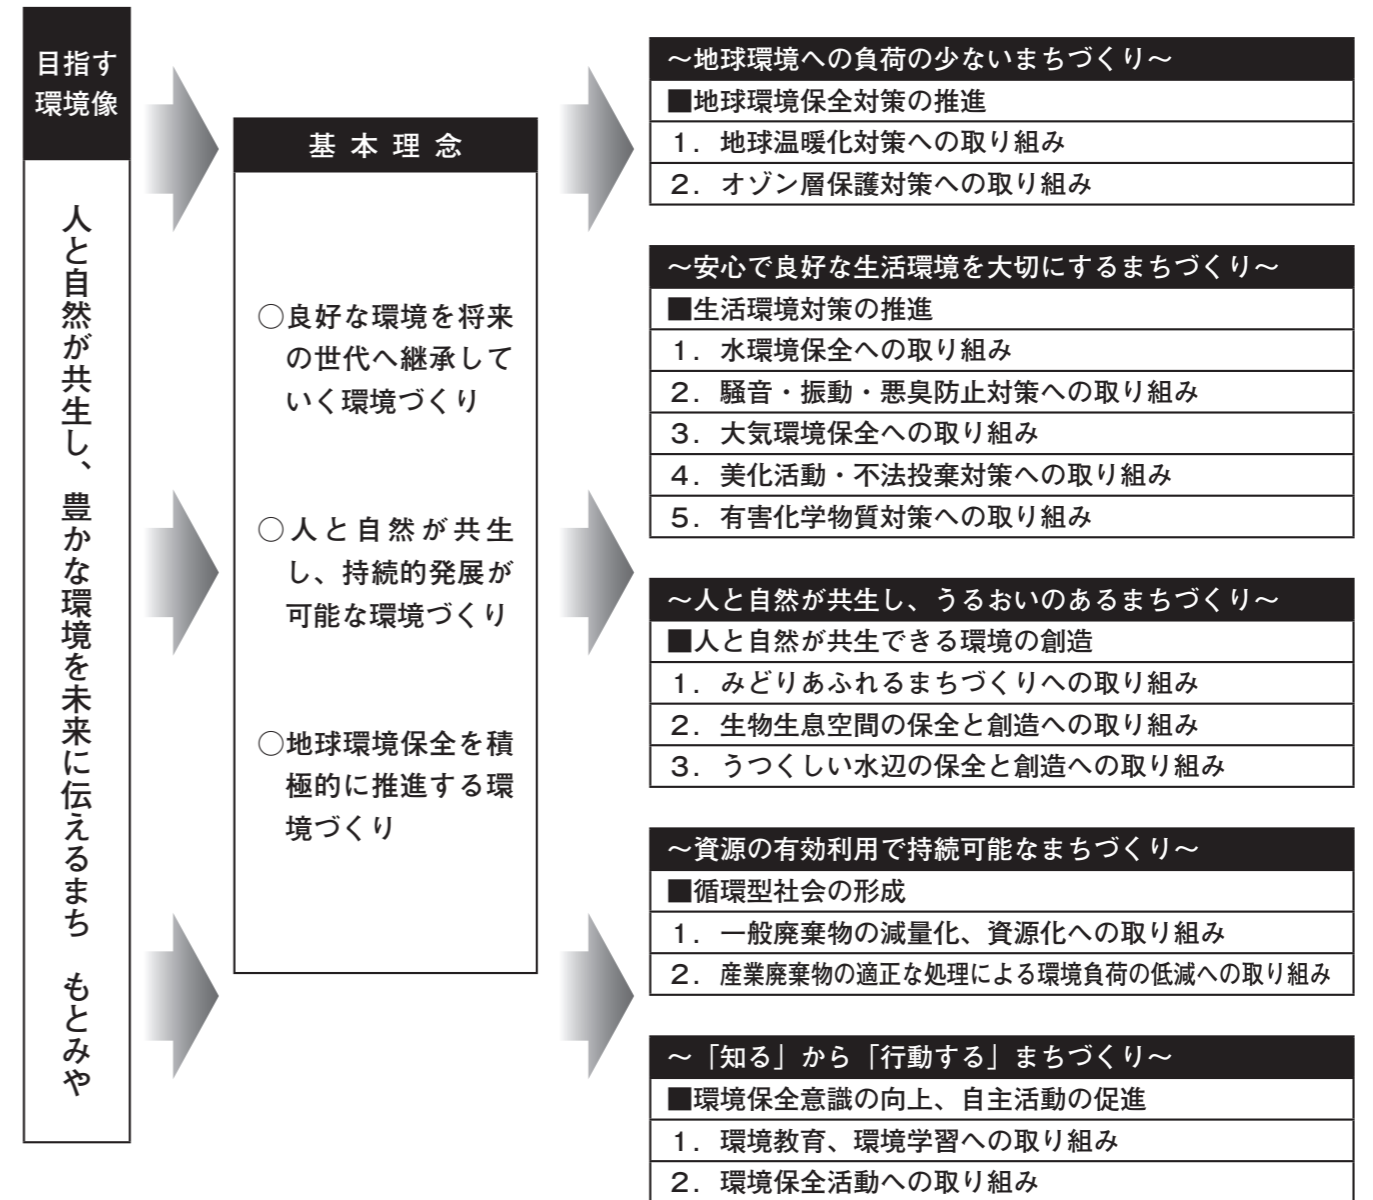 目指す
環境像
人と自然が共生し、豊かな環境を未来に伝えるまち　もとみや
基本理念
○良好な環境を将来
の世代へ継承して
いく環境づくり
○人と自然が共生
し、持続的発展が
可能な環境づくり
○地球環境保全を積
極的に推進する環
境づくり
～地球環境への負荷の少ないまちづくり～
■地球環境保全対策の推進
１．地球温暖化対策への取り組み
２．オゾン層保護対策への取り組み
～安心で良好な生活環境を大切にするまちづくり～
■生活環境対策の推進
１．水環境保全への取り組み
２．騒音・振動・悪臭防止対策への取り組み
３．大気環境保全への取り組み
４．美化活動・不法投棄対策への取り組み
５．有害化学物質対策への取り組み
～人と自然が共生し、うるおいのあるまちづくり～
■人と自然が共生できる環境の創造
１．みどりあふれるまちづくりへの取り組み
２．生物生息空間の保全と創造への取り組み
３．うつくしい水辺の保全と創造への取り組み
～資源の有効利用で持続可能なまちづくり～
■循環型社会の形成
１．一般廃棄物の減量化、資源化への取り組み
２．産業廃棄物の適正な処理による環境負荷の低減への取り組み
～「知る」から「行動する」まちづくり～
■環境保全意識の向上、自主活動の促進
１．環境教育、環境学習への取り組み
２．環境保全活動への取り組み